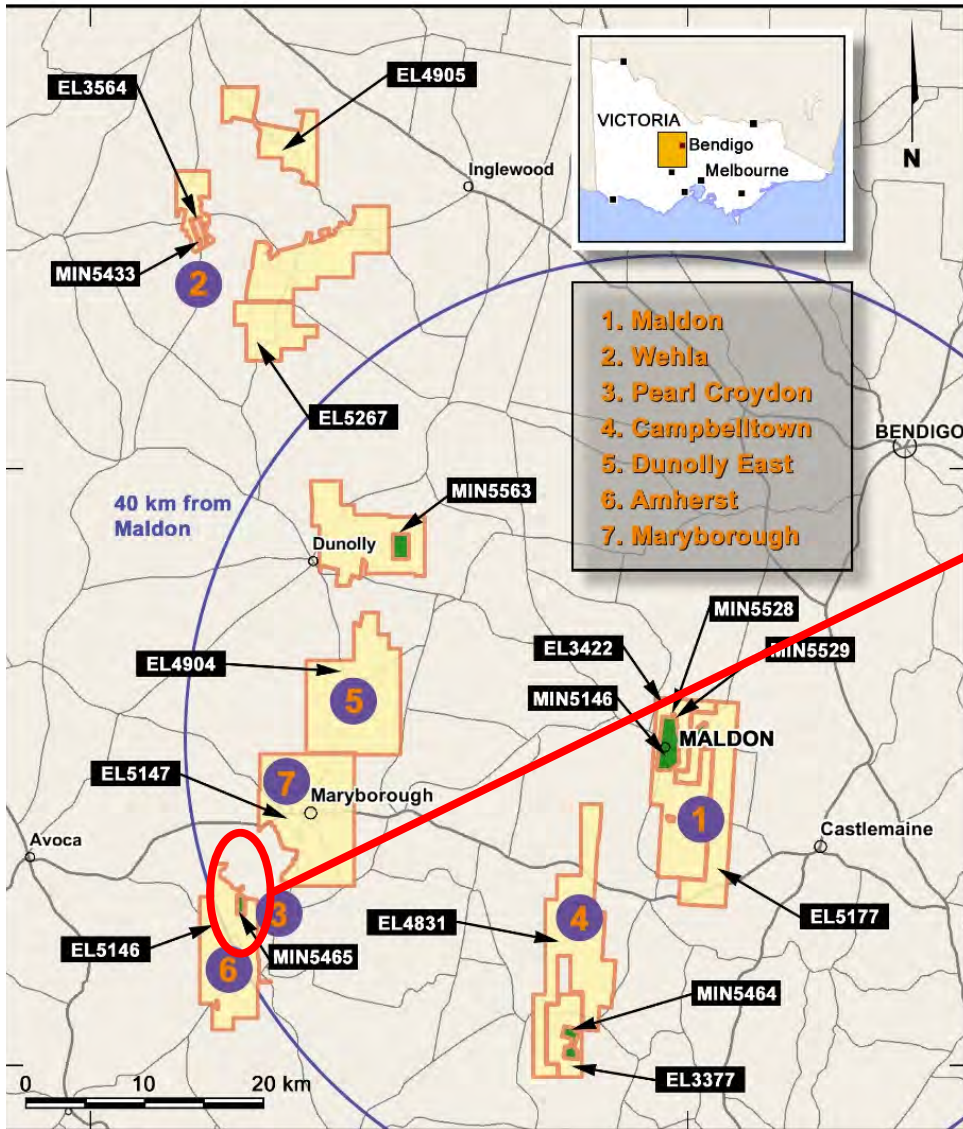 EL4905
EL3564
VICTORIA
Bendigo
Melbourne
N
Inglewood
MIN5433
2
EL5267
1. Maldon
2. Wehla
3. Pearl Croydon
4. Campbelltown
5. Dunolly East
6. Amherst
7. Maryborough
BENDIGO
40 km from
Maldon
MIN5563
Dunolly
MIN5528
EL3422
MIN5529
EL4904
MIN5146
5
MALDON
EL5147
7
Maryborough
1
Avoca
Castlemaine
3
4
EL5177
EL5146
MIN5465
EL4831
6
MIN5464
EL3377
0 10 20 km